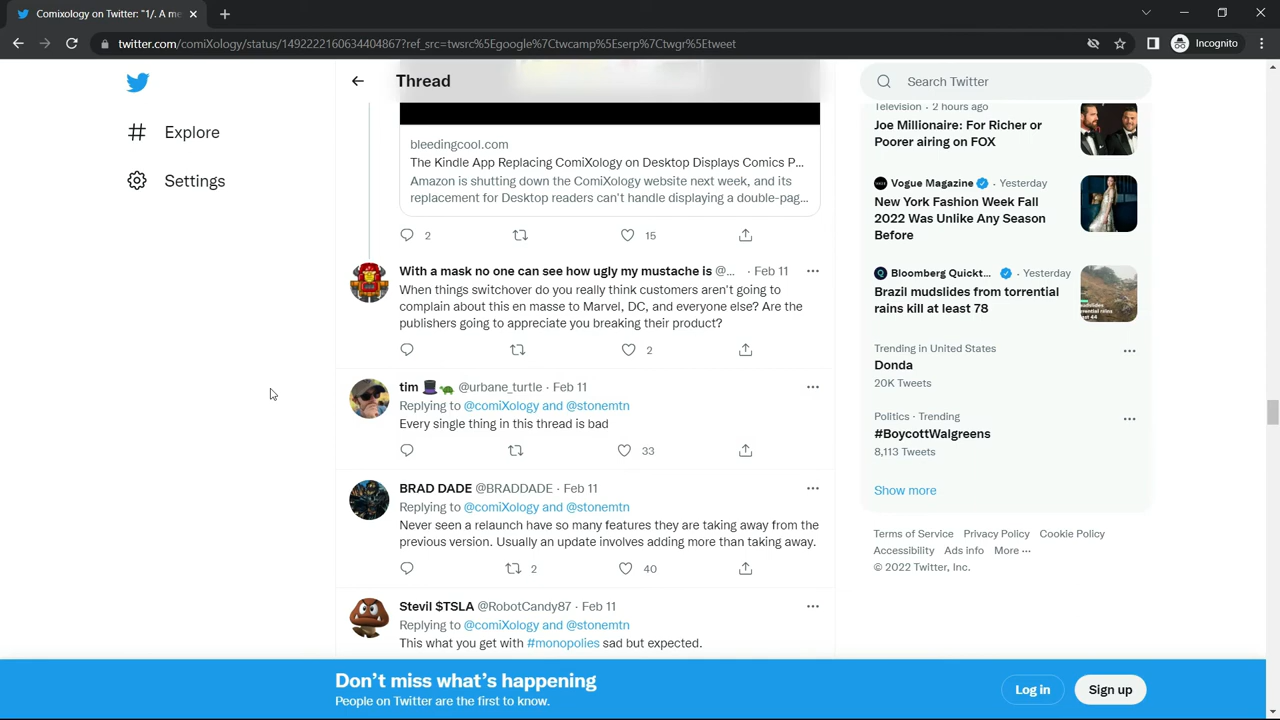 Comixology on Twitter: "1/. A me
twitter.com/comiXology/status/1492222160634404867?ref_src=twsrc%5Egoogle%7Ctwcamp%5Eserp%7Ctwgr%5Etweet
Incognito
Explore
Settings
Thread
bleedingcool.com
The Kindle App Replacing ComiXology on Desktop Displays Comics P...
Amazon is shutting down the ComiXology website next week, and its
replacement for Desktop readers can't handle displaying a double-pag...
2
15
With a mask no one can see how ugly my mustache is @... · Feb 11
When things switchover do you really think customers aren't going to
complain about this en masse to Marvel, DC, and everyone else? Are the
publishers going to appreciate you breaking their product?
2
tim @urbane_turtle · Feb 11
Replying to @comiXology and @stonemtn
Every single thing in this thread is bad
33
BRAD DADE @BRADDADE · Feb 11
Replying to @comiXology and @stonemtn
Never seen a relaunch have so many features they are taking away from the
previous version. Usually an update involves adding more than taking away.
2
40
Stevil $TSLA @RobotCandy87 · Feb 11
Replying to @comiXology and @stonemtn
This what you get with #monopolies sad but expected.
Search Twitter
Television · 2 hours ago
Joe Millionaire: For Richer or
Poorer airing on FOX
Vogue Magazine · Yesterday
New York Fashion Week Fall
2022 Was Unlike Any Season
Before
Bloomberg Quickt... · Yesterday
Brazil mudslides from torrential
rains kill at least 78
Trending in United States
Donda
20K Tweets
Politics · Trending
#BoycottWalgreens
8,113 Tweets
Show more
Terms of Service Privacy Policy Cookie Policy
Accessibility Ads info More ···
© 2022 Twitter, Inc.
Don't miss what's happening
People on Twitter are the first to know.
Log in
Sign up